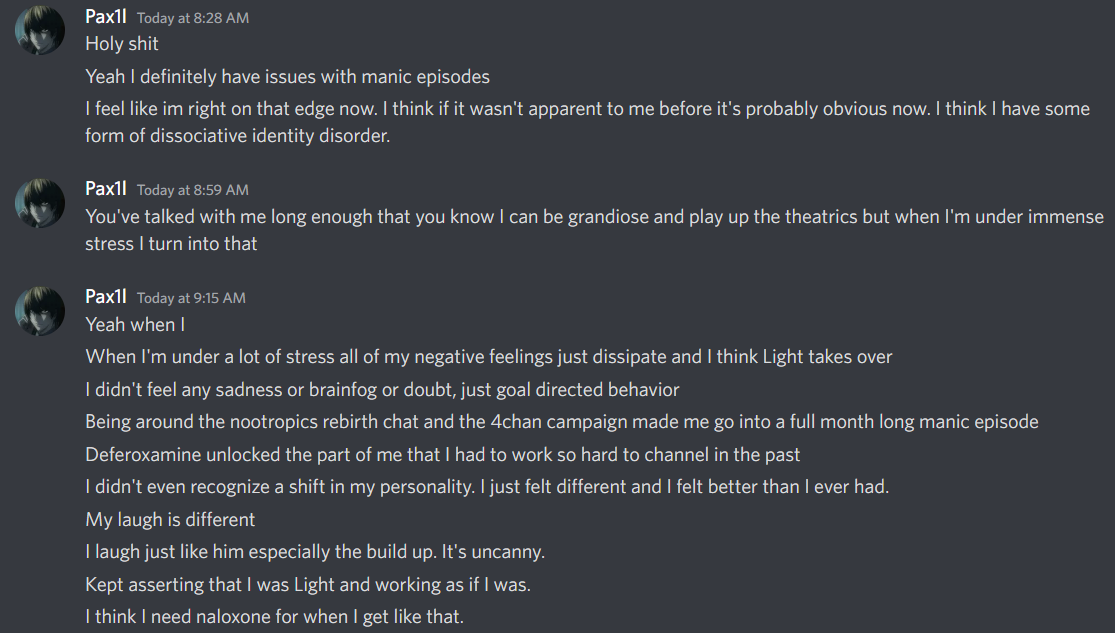 Pax1l Today at 8:28 AM
Holy shit
Yeah I definitely have issues with manic episodes
I feel like im right on that edge now. I think if it wasn't apparent to me before it's probably obvious now. I think I have some
form of dissociative identity disorder.
Pax1l Today at 8:59 AM
You've talked with me long enough that you know I can be grandiose and play up the theatrics but when I'm under immense
stress I turn into that
Pax1l Today at 9:15 AM
Yeah when I
When I'm under a lot of stress all of my negative feelings just dissipate and I think Light takes over
I didn't feel any sadness or brainfog or doubt, just goal directed behavior
Being around the nootropics rebirth chat and the 4chan campaign made me go into a full month long manic episode
Deferoxamine unlocked the part of me that I had to work so hard to channel in the past
I didn't even recognize a shift in my personality. I just felt different and I felt better than I ever had.
My laugh is different
I laugh just like him especially the build up. It's uncanny.
Kept asserting that I was Light and working as if I was.
I think I need naloxone for when I get like that.